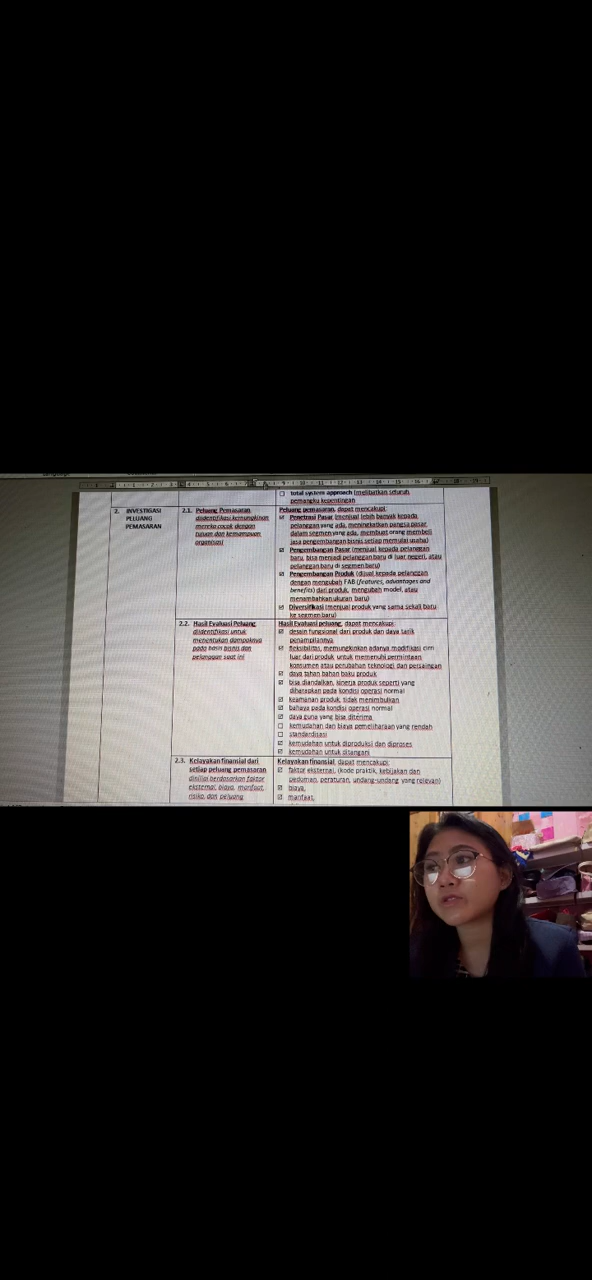 total system approach (melibatkan seluruh
pemangku kepentingan
2. INVESTIGASI
PELUANG
PEMASARAN
2.1. Peluang Pemasaran
diidentifikasi kemungkinan
mereka cocok dengan
tujuan dan kemampuan
organisasi
Peluang pemasaran, dapat mencakup:
Penetrasi Pasar (menjual lebih banyak kepada
pelanggan yang ada, meningkatkan pangsa pasar
dalam segmen yang ada, membuat orang membeli
jasa pengembangan bisnis setiap memulai usaha)
Pengembangan Pasar (menjual kepada pelanggan
baru, bisa menjadi pelanggan baru di luar negeri, atau
pelanggan baru di segmen baru)
Pengembangan Produk (dijual kepada pelanggan
dengan mengubah FAB (features, advantages and
benefits) dari produk, mengubah model, atau
menambahkan ukuran baru)
Diversifikasi (menjual produk yang sama sekali baru
ke segmen baru)
2.2. Hasil Evaluasi Peluang
diidentifikasi untuk
menentukan dampaknya
pada basis bisnis dan
pelanggan saat ini
Hasil Evaluasi peluang, dapat mencakup:
desain fungsional dari produk dan daya tarik
penampilannya
fleksibilitas, memungkinkan adanya modifikasi ciri
luar dari produk untuk memenuhi permintaan
konsumen atau perubahan teknologi dan persaingan
daya tahan bahan baku produk
bisa diandalkan, kinerja produk seperti yang
diharapkan pada kondisi operasi normal
keamanan produk, tidak menimbulkan
bahaya pada kondisi operasi normal
daya guna yang bisa diterima
kemudahan dan biaya pemeliharaan yang rendah
standarditasi
kemudahan untuk diproduksi dan diproses
kemudahan untuk ditangani
2.3. Kelayakan finansial dari
setiap peluang pemasaran
dinilai berdasarkan faktor
eksternal, biaya, manfaat,
risiko, dan peluang
Kelayakan finansial, dapat mencakup:
faktor eksternal, (kode praktik, kebijakan dan
pedoman, peraturan, undang-undang yang relevan)
biaya,
manfaat,